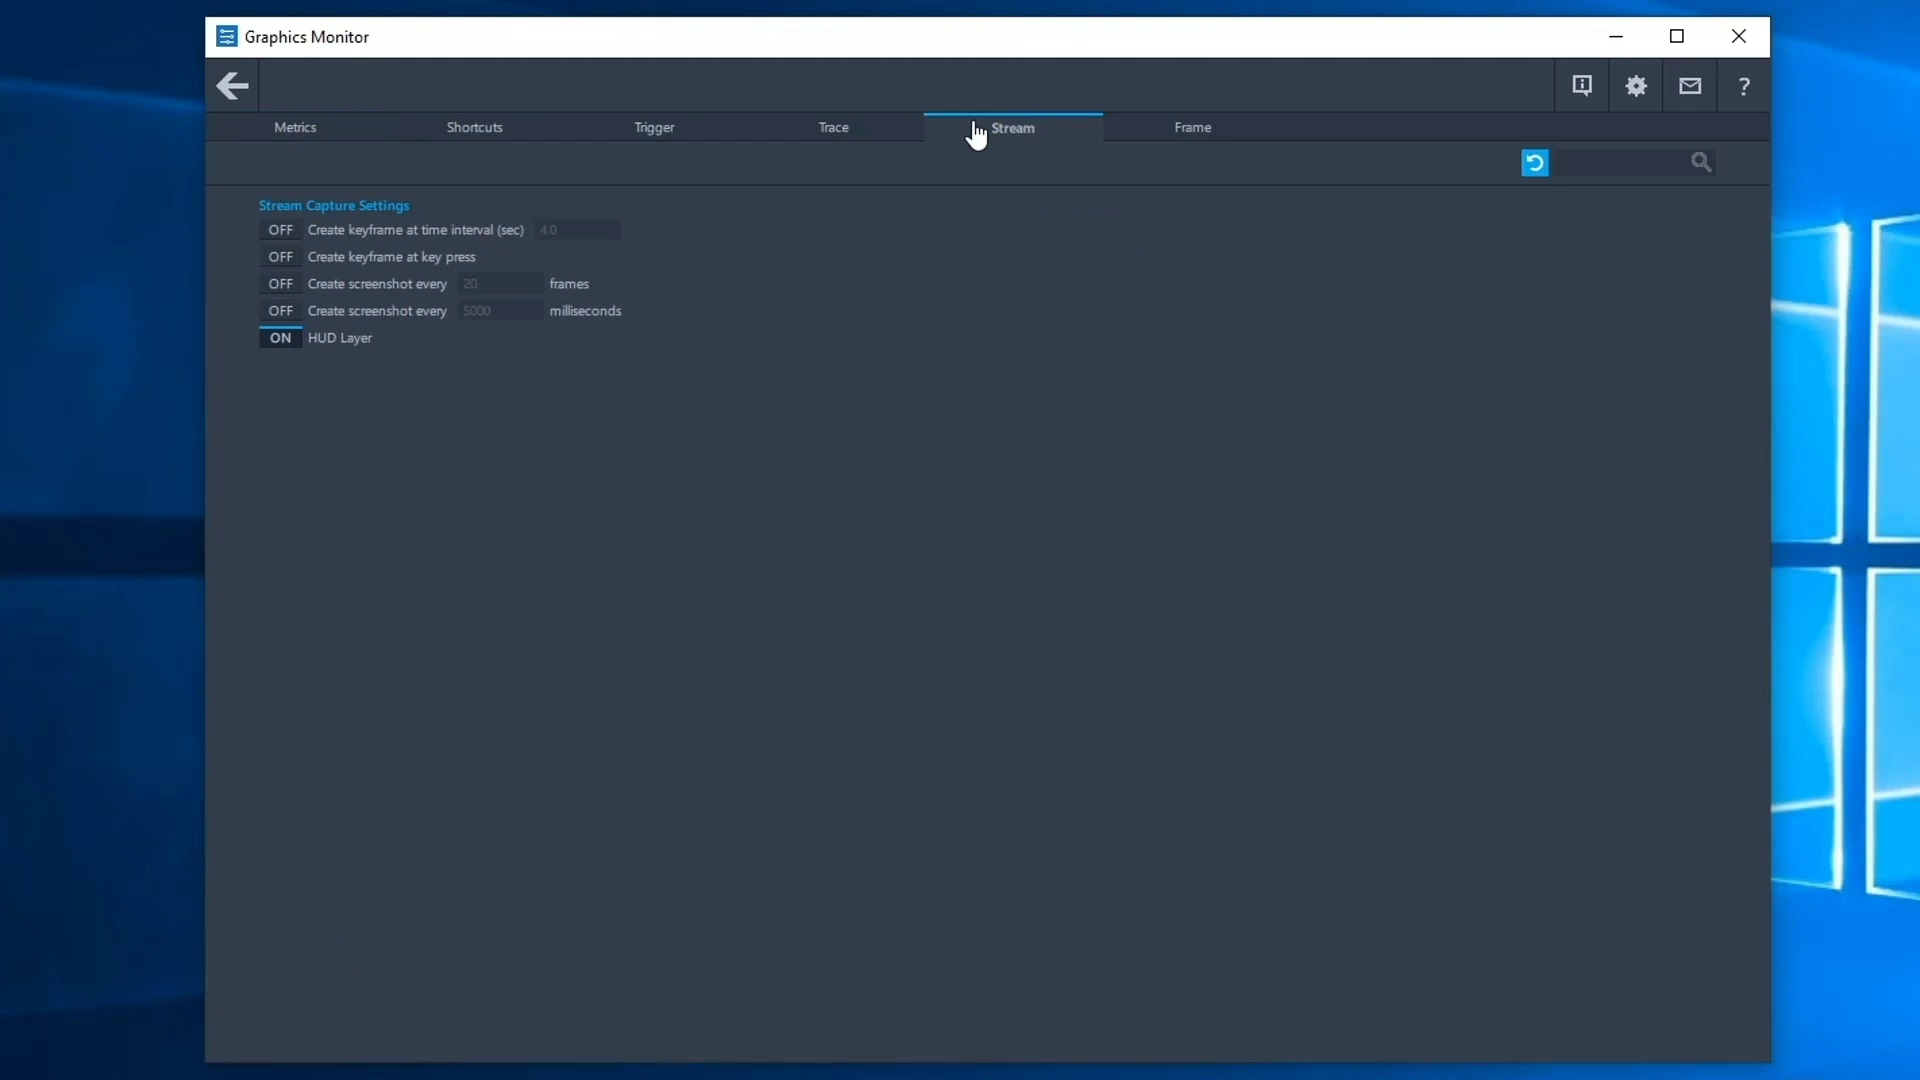 Graphics Monitor
?
Metrics Shortcuts Trigger Trace Stream Frame
Stream Capture Settings
OFF Create keyframe at time interval (sec) 4.0
OFF Create keyframe at key press
OFF Create screenshot every 20 frames
OFF Create screenshot every 5000 milliseconds
ON HUD Layer